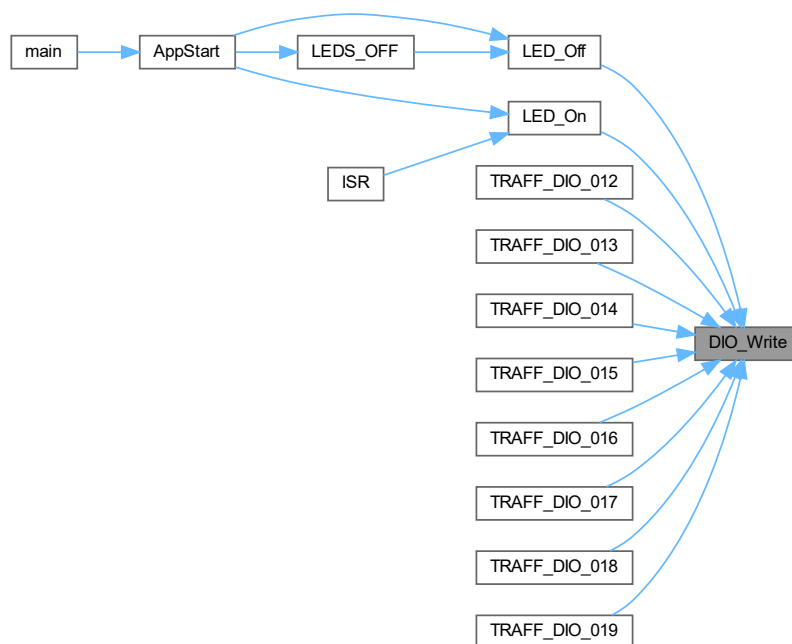 main
AppStart
LEDS_OFF
LED_Off
LED_On
ISR
TRAFF_DIO_012
TRAFF_DIO_013
TRAFF_DIO_014
DIO_Write
TRAFF_DIO_015
TRAFF_DIO_016
TRAFF_DIO_017
TRAFF_DIO_018
TRAFF_DIO_019